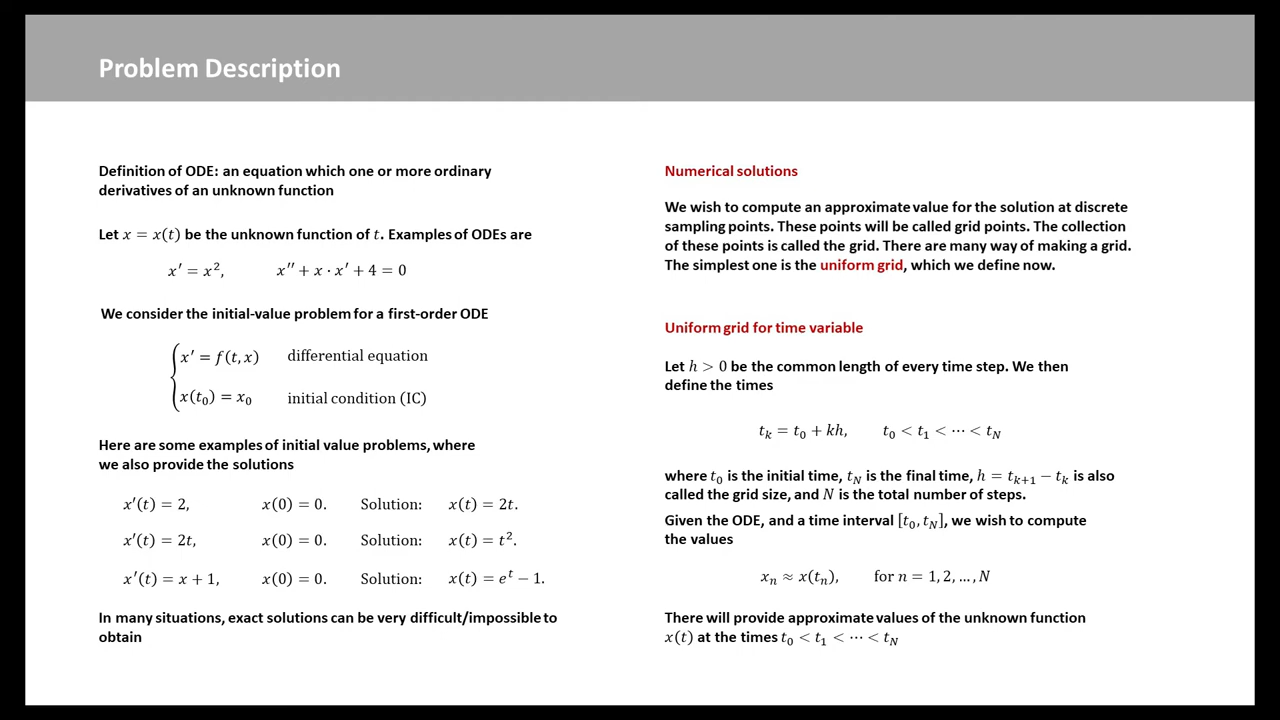 Problem Description
Definition of ODE: an equation which one or more ordinary
derivatives of an unknown function
Let x = x(t) be the unknown function of t. Examples of ODEs are
x′ = x², x′′ + x · x′ + 4 = 0
We consider the initial-value problem for a first-order ODE
x′ = f(t, x) differential equation
x(t₀) = x₀ initial condition (IC)
Here are some examples of initial value problems, where
we also provide the solutions
x′(t) = 2, x(0) = 0. Solution: x(t) = 2t.
x′(t) = 2t, x(0) = 0. Solution: x(t) = t².
x′(t) = x + 1, x(0) = 0. Solution: x(t) = eᵗ − 1.
In many situations, exact solutions can be very difficult/impossible to
obtain
Numerical solutions
We wish to compute an approximate value for the solution at discrete
sampling points. These points will be called grid points. The collection
of these points is called the grid. There are many way of making a grid.
The simplest one is the uniform grid, which we define now.
Uniform grid for time variable
Let h > 0 be the common length of every time step. We then
define the times
tₖ = t₀ + kh, t₀ < t₁ < ⋯ < t_N
where t₀ is the initial time, t_N is the final time, h = tₖ₊₁ − tₖ is also
called the grid size, and N is the total number of steps.
Given the ODE, and a time interval [t₀, t_N], we wish to compute
the values
xₙ ≈ x(tₙ), for n = 1, 2, … , N
There will provide approximate values of the unknown function
x(t) at the times t₀ < t₁ < ⋯ < t_N